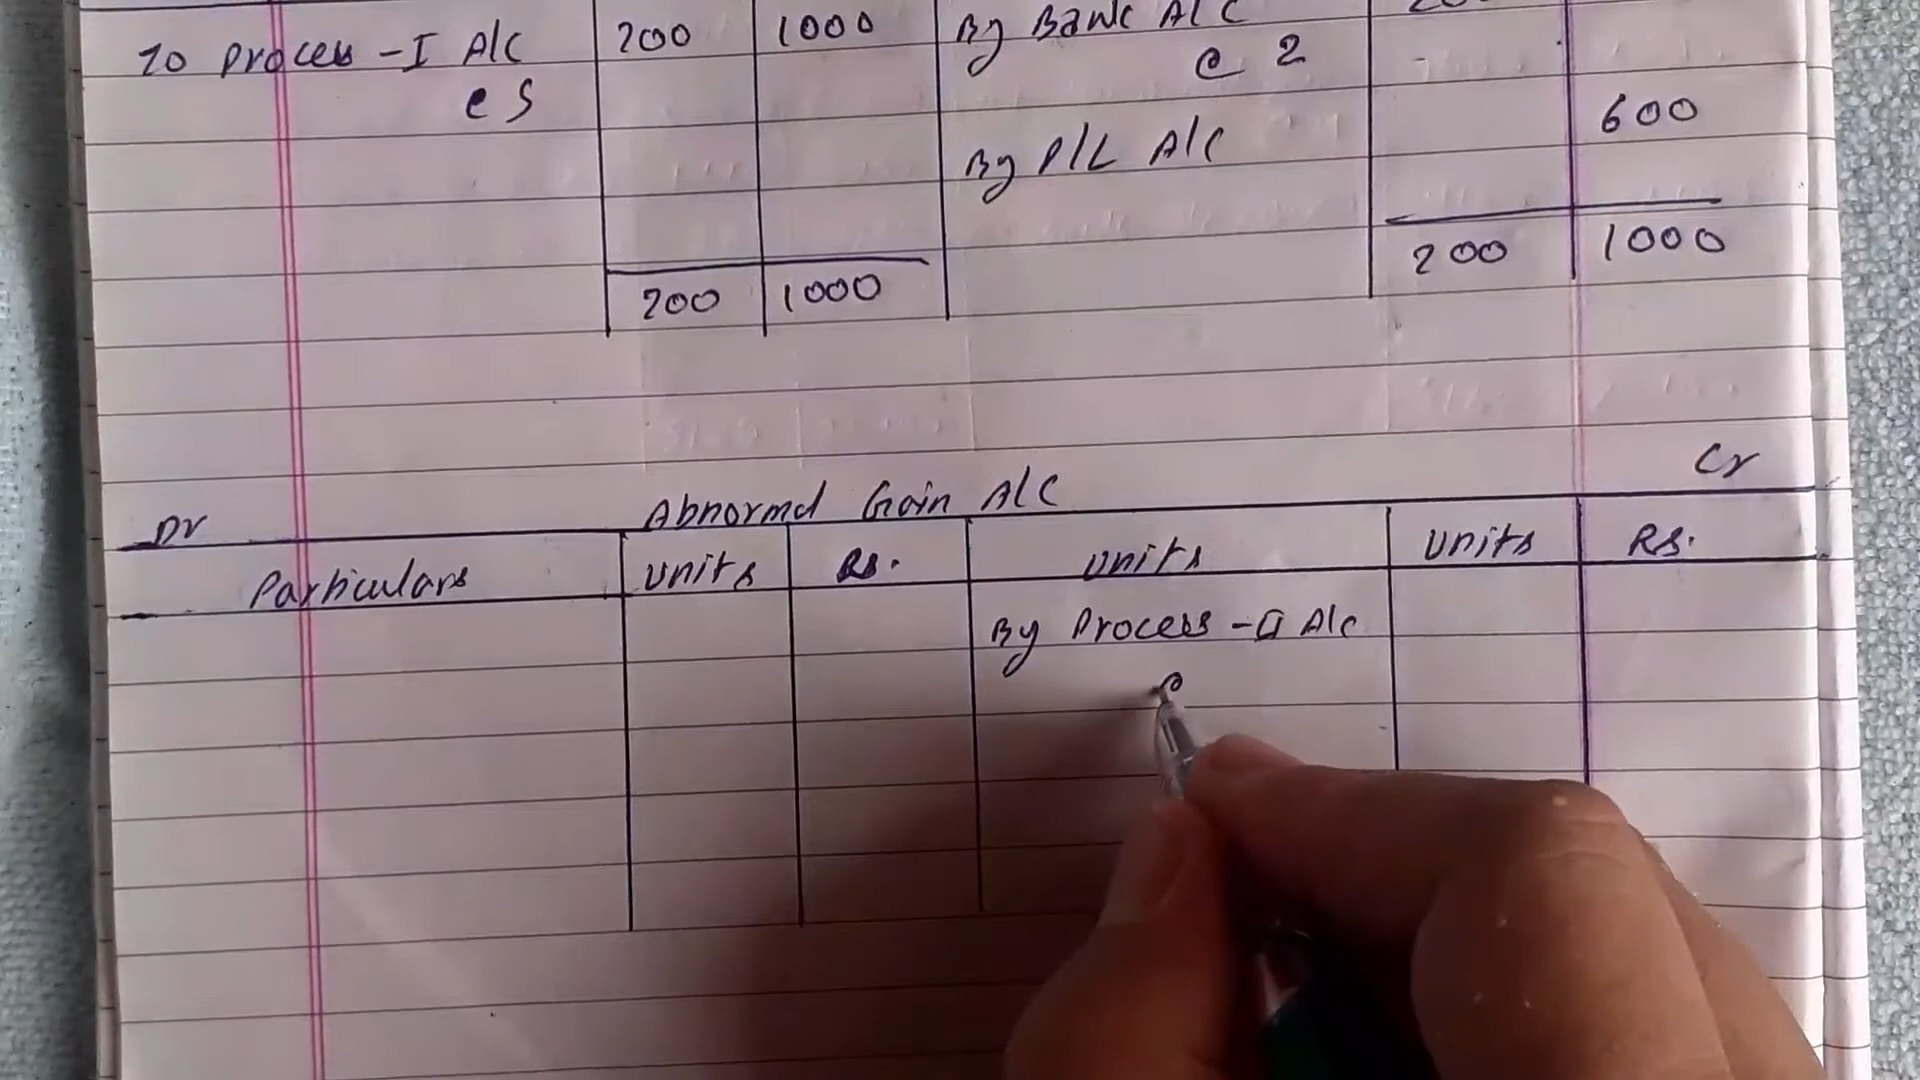 To Process -I A/C 200 1000 By Bank A/C
@ 5 @ 2
By P/L A/C 600
200 1000 200 1000
Dr Abnormal Gain A/C Cr
Particulars Units Rs. Units Units Rs.
By Process -II A/c
@